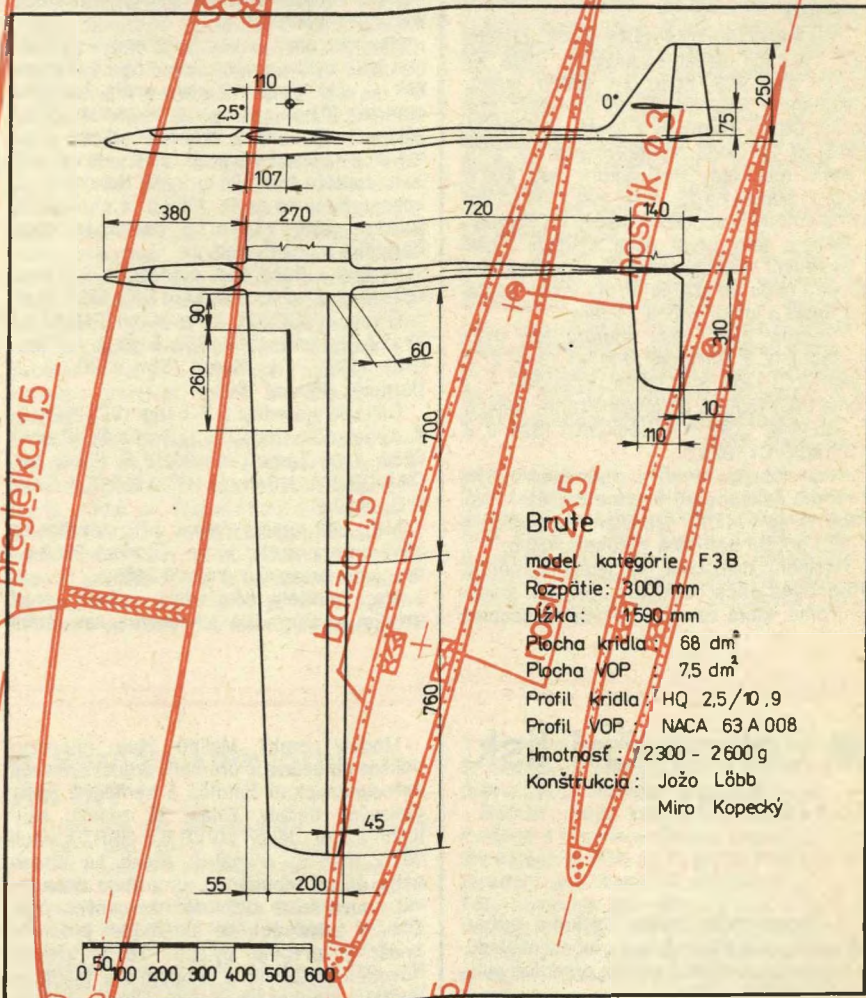 110
2,5°
0°
250
75
107
nosník ø 3
380
270
720
140
90
60
260
310
700
10
110
preglejka 1,5
balza 1,5
nosník 2×5
Brute
model kategórie F3B
Rozpätie: 3000 mm
Dĺžka: 1590 mm
Plocha kridla: 68 dm²
Plocha VOP: 7,5 dm²
Profil kridla: HQ 2,5/10,9
Profil VOP: NACA 63 A 008
Hmotnosť: 2300 - 2600 g
Konštrukcia: Jožo Löbb
Miro Kopecký
760
45
55
200
0 50 100 200 300 400 500 600